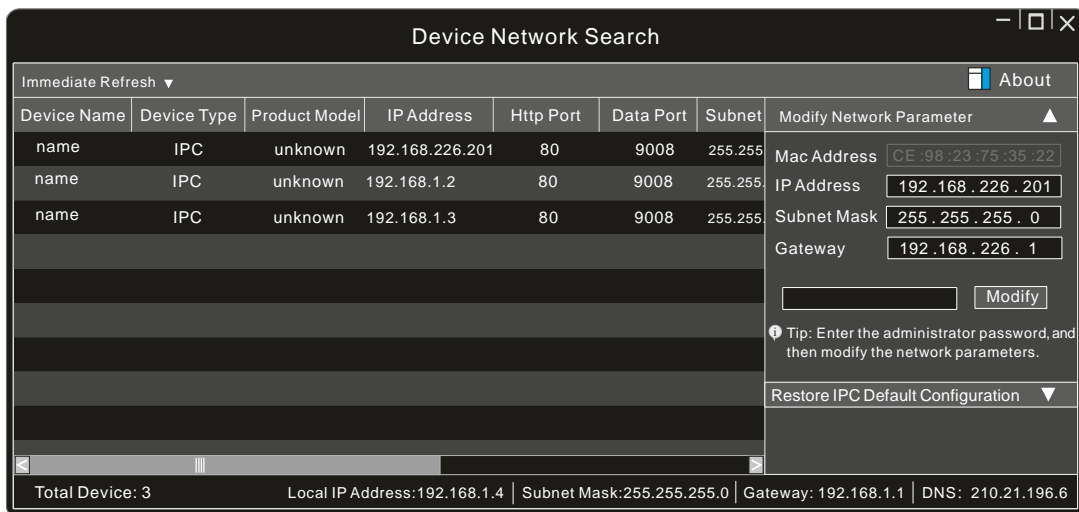 Device Network Search
Immediate Refresh ▼ About
Device Name Device Type Product Model IP Address Http Port Data Port Subnet
name IPC unknown 192.168.226.201 80 9008 255.255
name IPC unknown 192.168.1.2 80 9008 255.255.
name IPC unknown 192.168.1.3 80 9008 255.255.
Modify Network Parameter ▲
Mac Address CE :98 :23 :75 :35 :22
IP Address 192 .168 . 226 . 201
Subnet Mask 255 . 255 . 255 . 0
Gateway 192 .168 . 226 . 1
Modify
Tip: Enter the administrator password, and
then modify the network parameters.
Restore IPC Default Configuration ▼
Total Device: 3 Local IP Address:192.168.1.4 Subnet Mask:255.255.255.0 Gateway: 192.168.1.1 DNS: 210.21.196.6